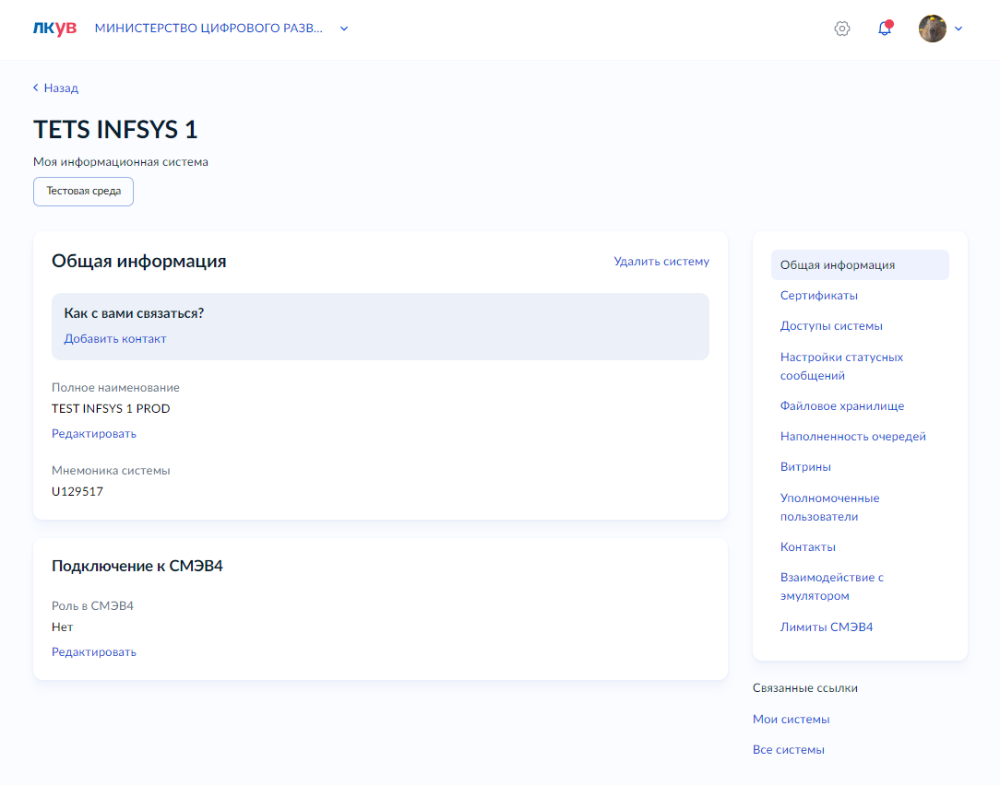 ЛКУВ
МИНИСТЕРСТВО ЦИФРОВОГО РАЗВ...
Назад
TETS INFSYS 1
Моя информационная система
Тестовая среда
Общая информация
Удалить систему
Как с вами связаться?
Добавить контакт
Полное наименование
TEST INFSYS 1 PROD
Редактировать
Мнемоника системы
U129517
Подключение к СМЭВ4
Роль в СМЭВ4
Нет
Редактировать
Общая информация
Сертификаты
Доступы системы
Настройки статусных
сообщений
Файловое хранилище
Наполненность очередей
Витрины
Уполномоченные
пользователи
Контакты
Взаимодействие с
эмулятором
Лимиты СМЭВ4
Связанные ссылки
Мои системы
Все системы